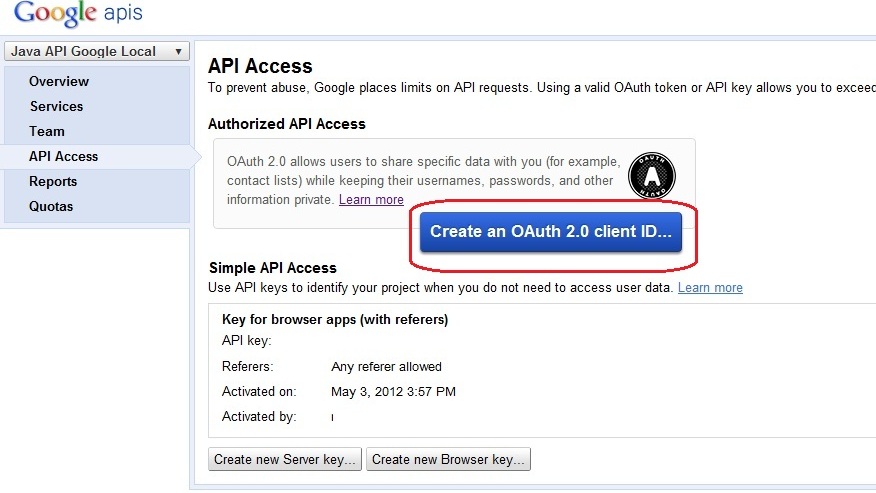 Google apis
Java API Google Local
Overview
Services
Team
API Access
Reports
Quotas
API Access
To prevent abuse, Google places limits on API requests. Using a valid OAuth token or API key allows you to exceed
Authorized API Access
OAuth 2.0 allows users to share specific data with you (for example,
contact lists) while keeping their usernames, passwords, and other
information private. Learn more
OAUTH
A
OAUTH
Create an OAuth 2.0 client ID...
Simple API Access
Use API keys to identify your project when you do not need to access user data. Learn more
Key for browser apps (with referers)
API key:
Referers: Any referer allowed
Activated on: May 3, 2012 3:57 PM
Activated by:
Create new Server key... Create new Browser key...